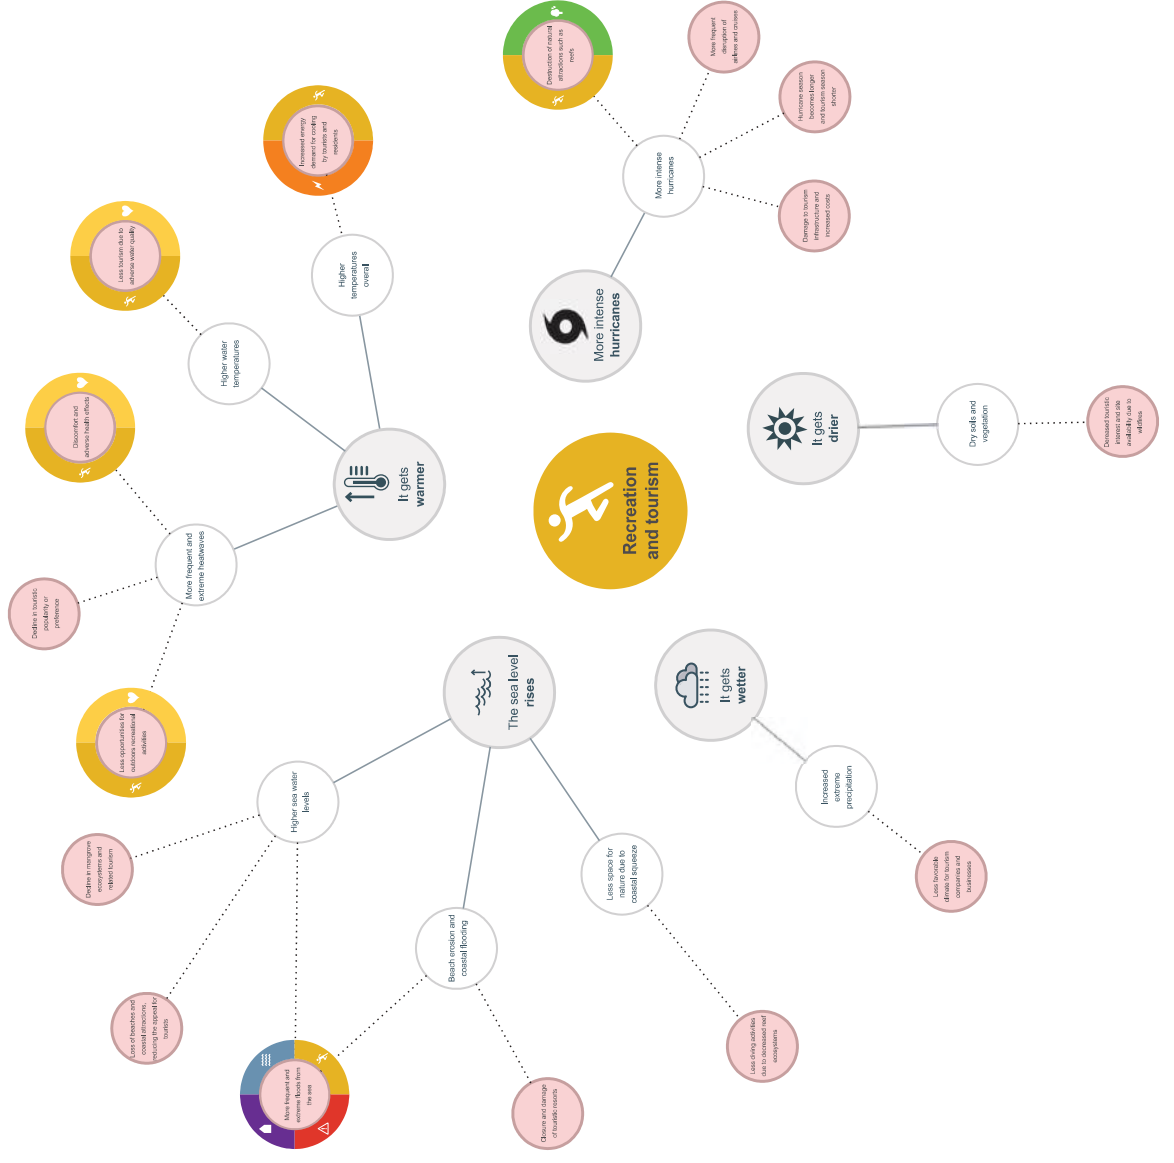 Recreation
and tourism
It gets
warmer
More frequent and
extreme heatwaves
Less opportunities for
outdoors recreational
activities
Decline in touristic
popularity or
preference
Discomfort and
adverse health effects
Higher water
temperatures
Less tourism due to
adverse water quality
Higher
temperatures
overall
Increased energy
demand for cooling
by tourists and
residents
More intense
hurricanes
More intense
hurricanes
Destruction of natural
attractions such as
reefs
More frequent
disruption of
airlines and cruises
Hurricane season
becomes longer
and tourism season
shorter
Damage to tourism
infrastructure and
increased costs
It gets
drier
Dry soils and
vegetation
Decreased touristic
interest and site
availability due to
wildfires
It gets
wetter
Increased
extreme
precipitation
Less favorable
climate for tourism
companies and
businesses
The sea level
rises
Higher sea water
levels
Decline in mangrove
ecosystems and
related tourism
Loss of beaches and
coastal attractions,
reducing the appeal for
tourists
More frequent and
extreme floods from
the sea
Beach erosion and
coastal flooding
Closure and damage
of touristic resorts
Less space for
nature due to
coastal squeeze
Less diving activities
due to decreased reef
ecosystems